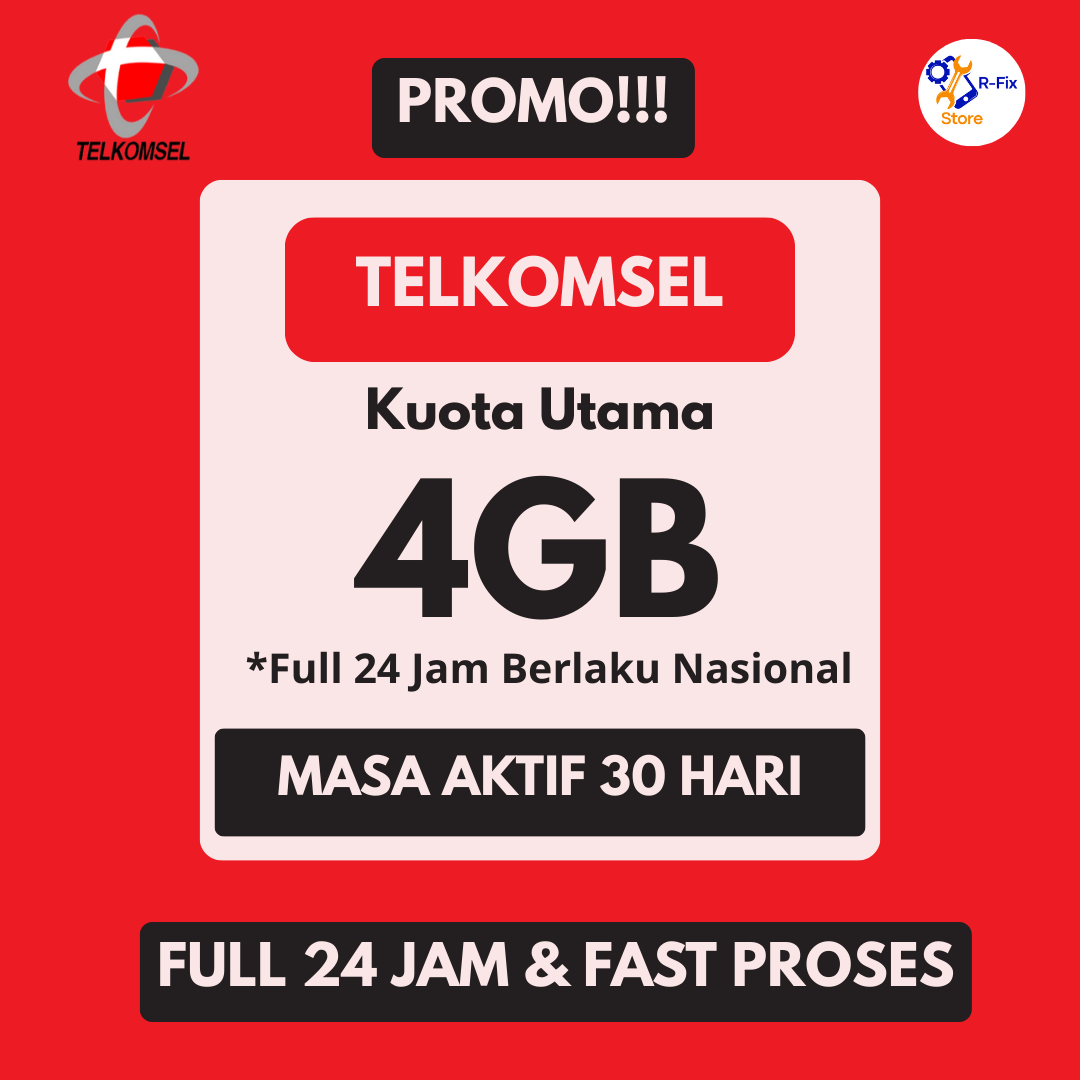 TELKOMSEL
PROMO!!!
R-Fix
Store
TELKOMSEL
Kuota Utama
4GB
*Full 24 Jam Berlaku Nasional
MASA AKTIF 30 HARI
FULL 24 JAM & FAST PROSES